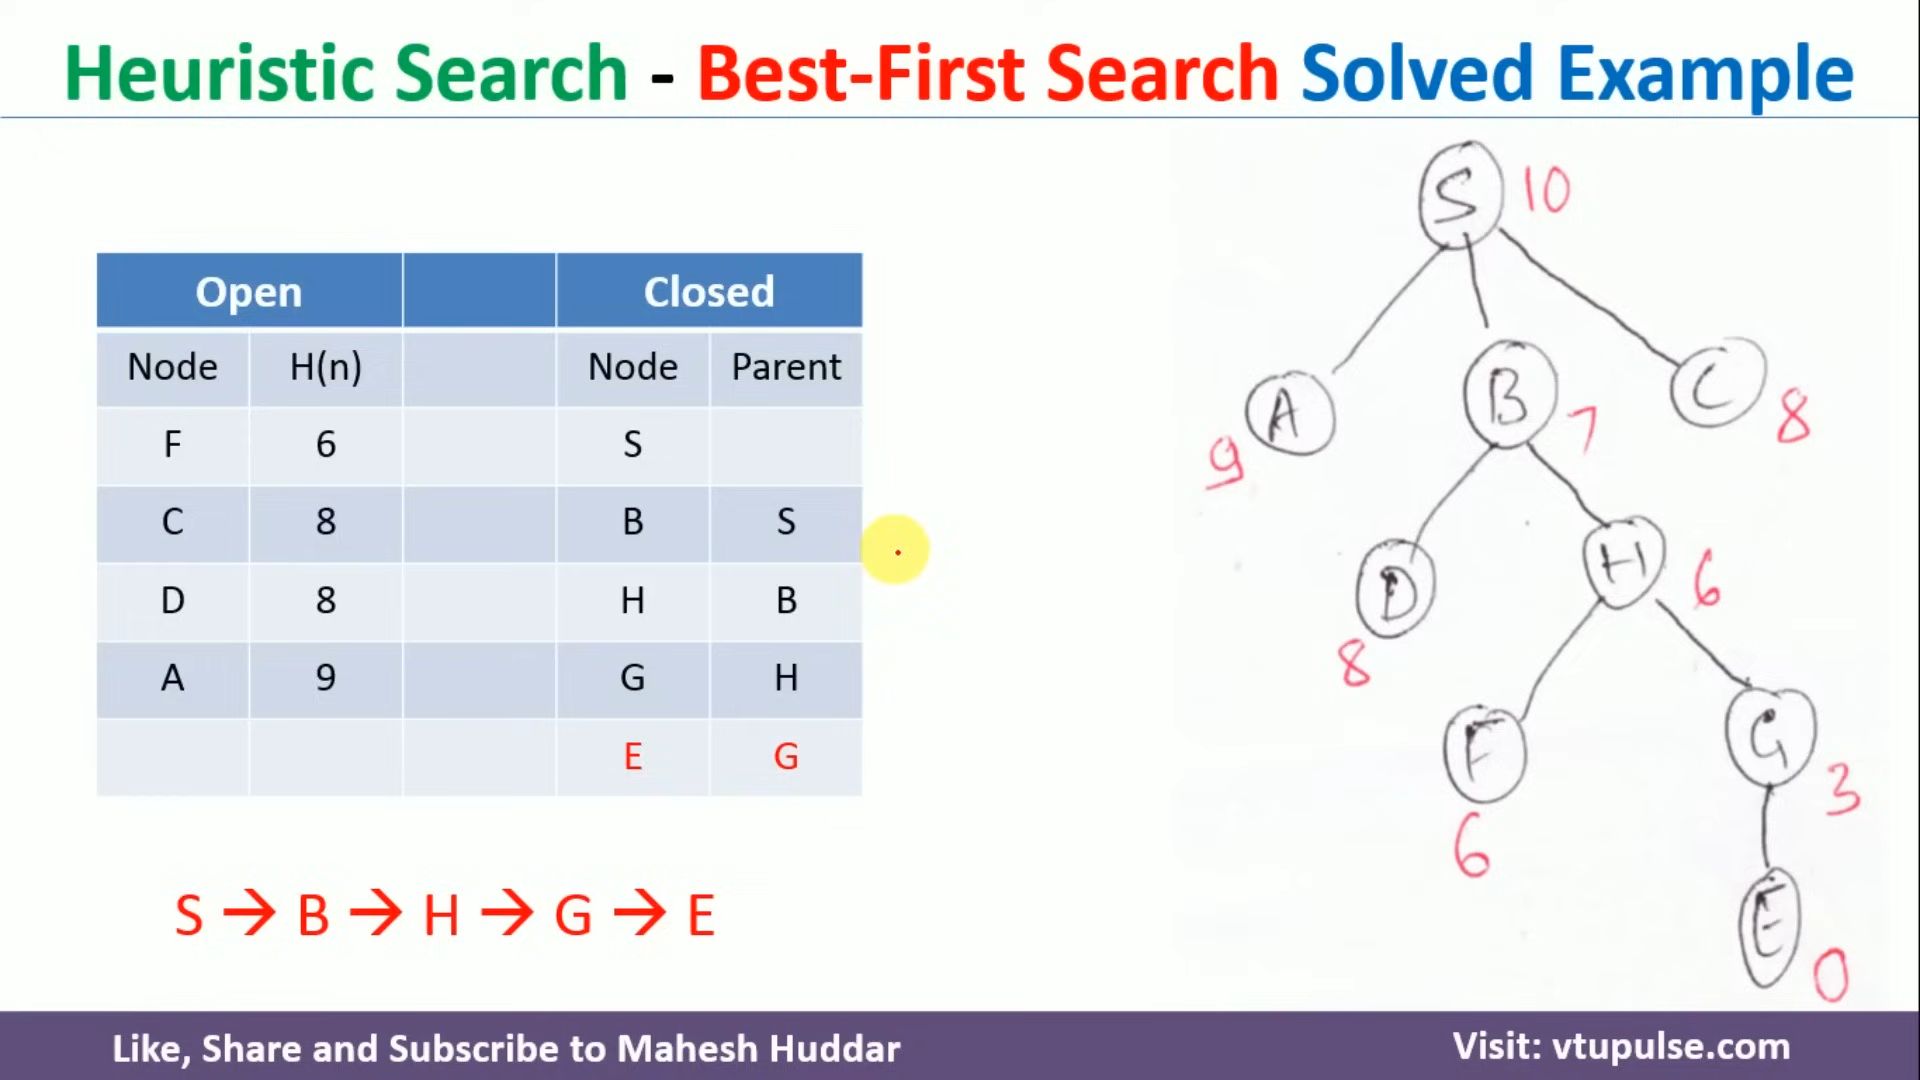 Heuristic Search - Best-First Search Solved Example
Open Closed
Node H(n) Node Parent
F 6 S
C 8 B S
D 8 H B
A 9 G H
E G
S → B → H → G → E
S 10
A 9 B 7 C 8
D 8 H 6
F 6 G 3
E 0
Like, Share and Subscribe to Mahesh Huddar
Visit: vtupulse.com